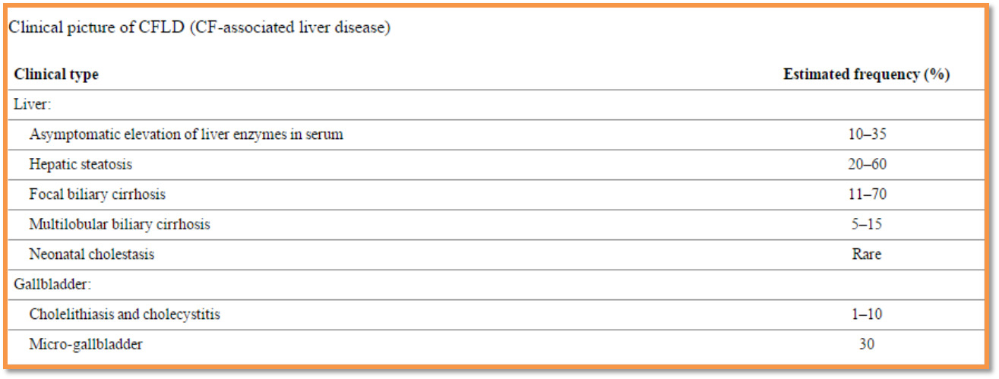 Clinical picture of CFLD (CF-associated liver disease)
Clinical type Estimated frequency (%)
Liver:
Asymptomatic elevation of liver enzymes in serum 10–35
Hepatic steatosis 20–60
Focal biliary cirrhosis 11–70
Multilobular biliary cirrhosis 5–15
Neonatal cholestasis Rare
Gallbladder:
Cholelithiasis and cholecystitis 1–10
Micro-gallbladder 30